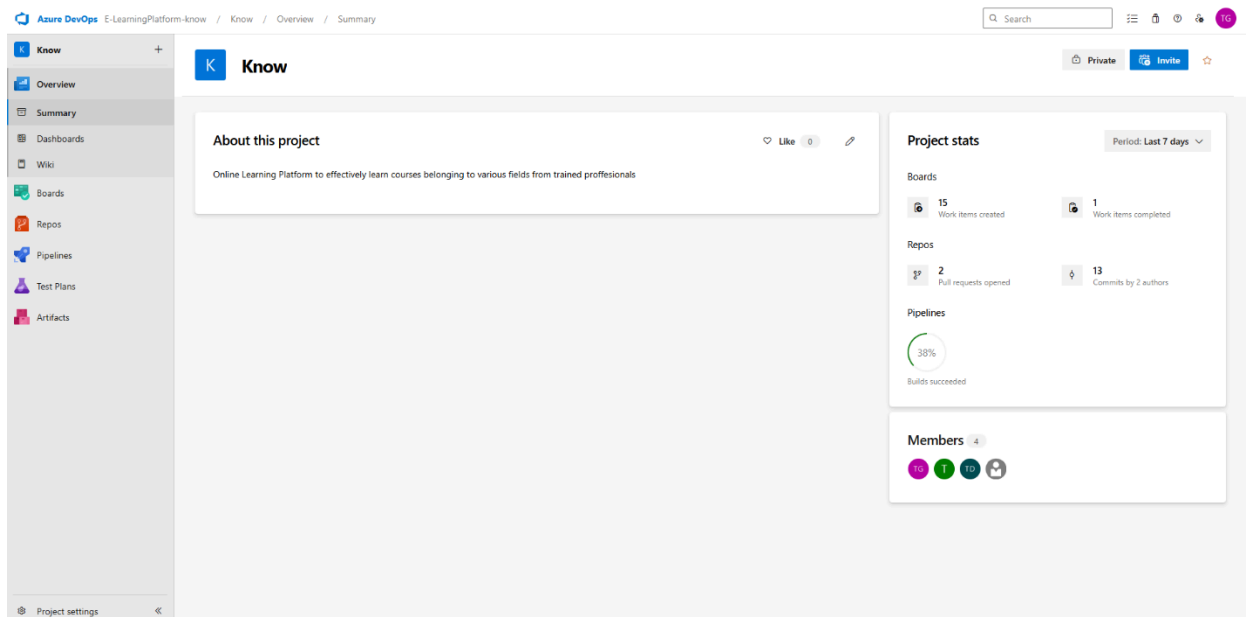 Azure DevOps E-LearningPlatform-know / Know / Overview / Summary
Search
TG
K Know +
Overview
Summary
Dashboards
Wiki
Boards
Repos
Pipelines
Test Plans
Artifacts
Project settings
K Know
Private
Invite
About this project
Like 0
Online Learning Platform to effectively learn courses belonging to various fields from trained proffesionals
Project stats
Period: Last 7 days
Boards
15
Work items created
1
Work items completed
Repos
2
Pull requests opened
13
Commits by 2 authors
Pipelines
38%
Builds succeeded
Members 4
TG T TD